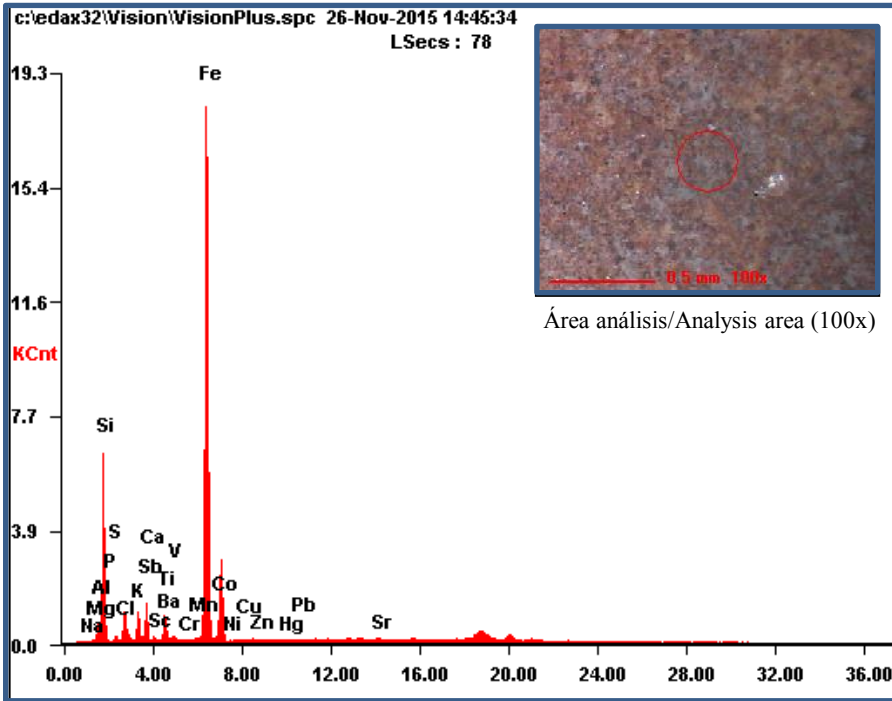 c:\edax32\Vision\VisionPlus.spc 26-Nov-2015 14:45:34
LSecs : 78
19.3
Fe
15.4
0.5 mm 100x
Área análisis/Analysis area (100x)
11.6
KCnt
7.7
Si
3.9
S
Ca
V
P
Sb
Ti
Al
K
Ba
Co
Mg
Cl
Mn
Cu
Pb
Na
Sc
Cr
Ni
Zn
Hg
Sr
0.0
0.00 4.00 8.00 12.00 16.00 20.00 24.00 28.00 32.00 36.00